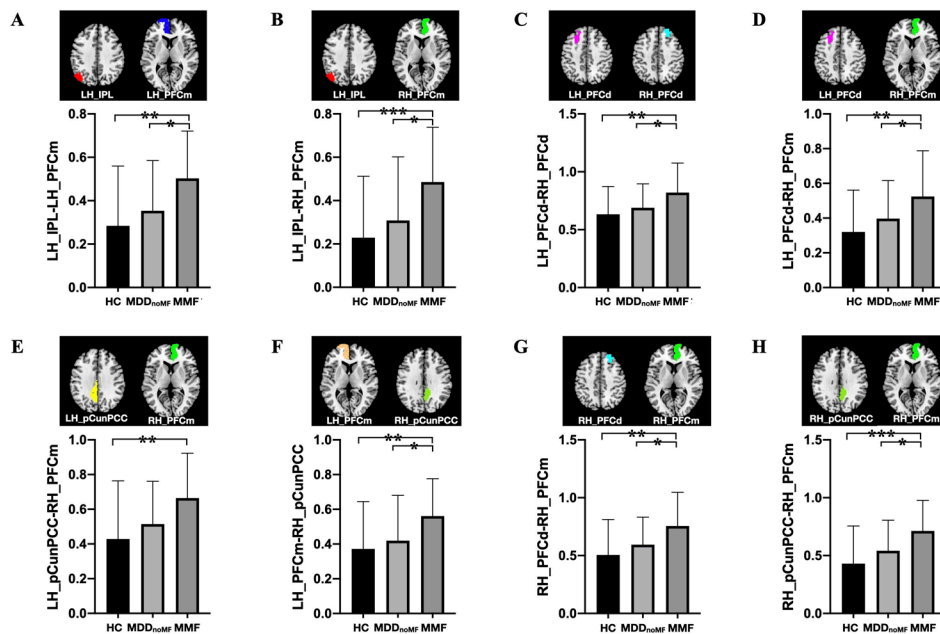 A B C D
LH_IPL LH_PFCm
** *
LH_IPL-LH_PFCm
0.8
0.6
0.4
0.2
0.0
HC MDDnoMF MMF
LH_IPL RH_PFCm
*** *
LH_IPL-RH_PFCm
0.8
0.6
0.4
0.2
0.0
HC MDDnoMF MMF
LH_PFCd RH_PFCd
** *
LH_PFCd-RH_PFCd
1.5
1.0
0.5
0.0
HC MDDnoMF MMF
LH_PFCd RH_PFCm
** *
LH_PFCd-RH_PFCm
1.0
0.8
0.6
0.4
0.2
0.0
HC MDDnoMF MMF
E F G H
LH_pCunPCC RH_PFCm
**
LH_pCunPCC-RH_PFCm
1.0
0.8
0.6
0.4
0.2
0.0
HC MDDnoMF MMF
LH_PFCm RH_pCunPCC
** *
LH_PFCm-RH_pCunPCC
1.0
0.8
0.6
0.4
0.2
0.0
HC MDDnoMF MMF
RH_PFCd RH_PFCm
** *
RH_PFCd-RH_PFCm
1.5
1.0
0.5
0.0
HC MDDnoMF MMF
RH_pCunPCC RH_PFCm
*** *
RH_pCunPCC-RH_PFCm
1.5
1.0
0.5
0.0
HC MDDnoMF MMF